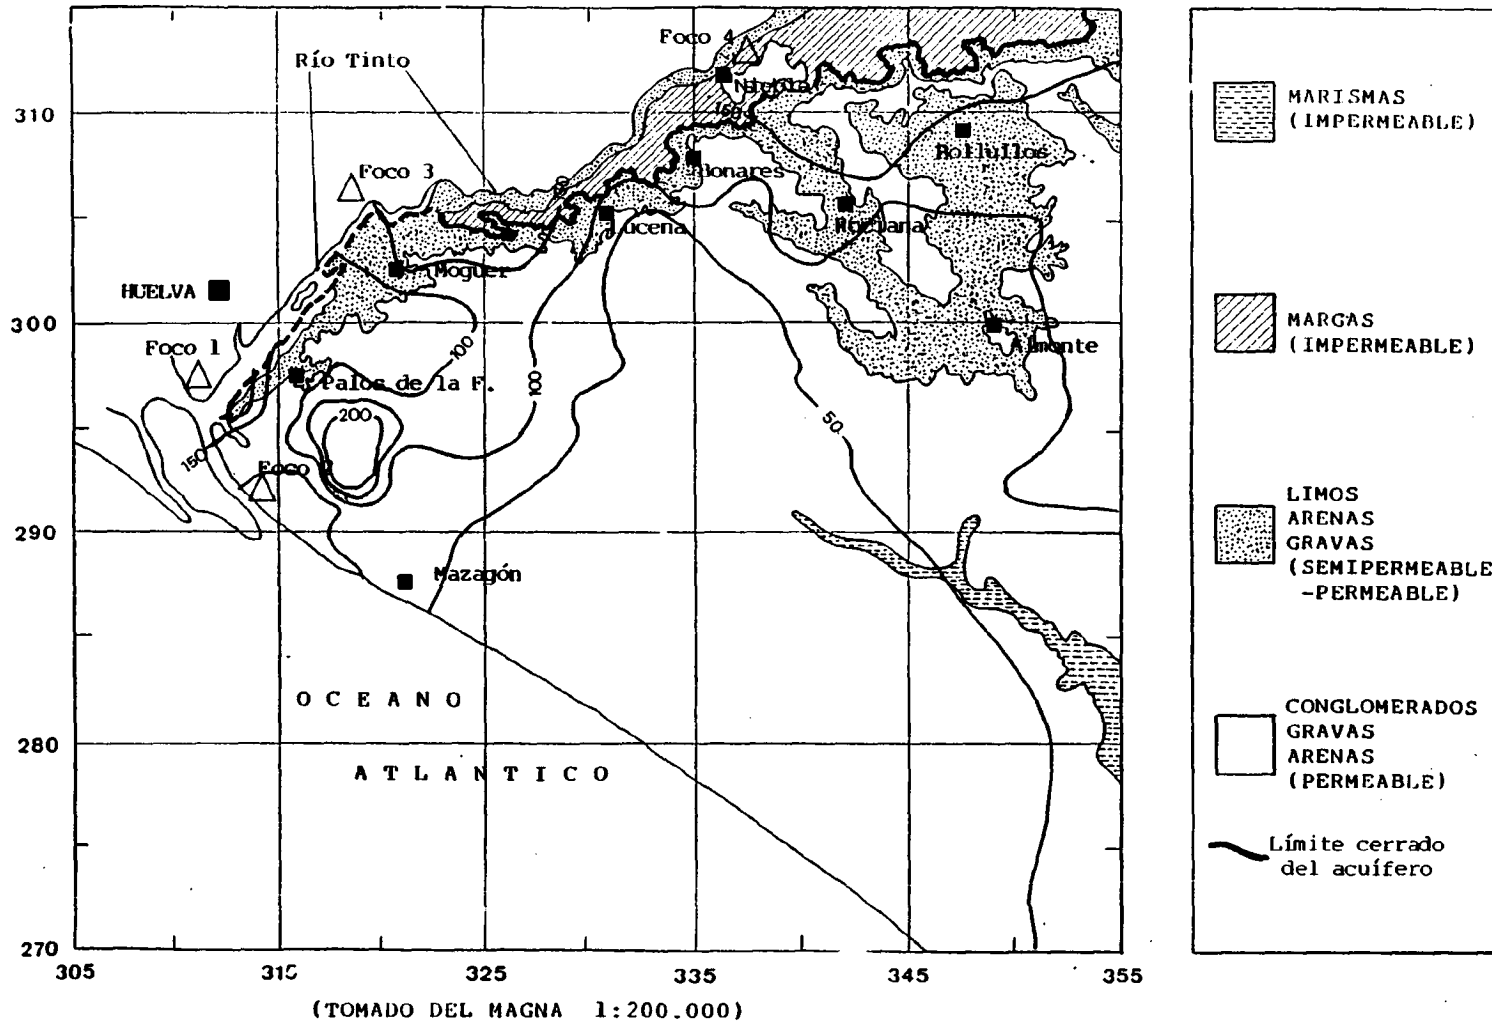 Foco 4
Río Tinto
Niebla
150
310
Bollullos
Foco 3
Bonares
Lucena
Rociana
Moguer
HUELVA
300
Foco 1
100
100
Almonte
Palos de la F.
200
50
150
Foco 2
290
Mazagón
OCEANO
280
ATLANTICO
270
305
315
325
335
345
355
(TOMADO DEL MAGNA 1:200.000)
MARISMAS
(IMPERMEABLE)
MARGAS
(IMPERMEABLE)
LIMOS
ARENAS
GRAVAS
(SEMIPERMEABLE
-PERMEABLE)
CONGLOMERADOS
GRAVAS
ARENAS
(PERMEABLE)
Límite cerrado
del acuífero